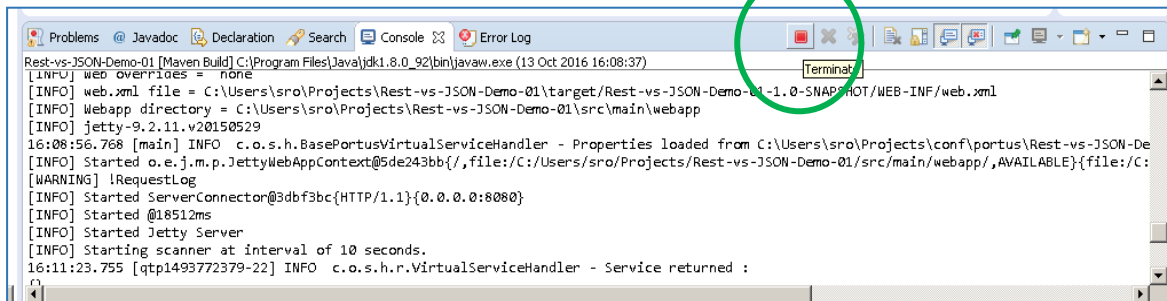 Problems @ Javadoc Declaration Search Console Error Log
Rest-vs-JSON-Demo-01 [Maven Build] C:\Program Files\Java\jdk1.8.0_92\bin\javaw.exe (13 Oct 2016 16:08:37)
Terminate
[INFO] web overrides = none
[INFO] web.xml file = C:\Users\sro\Projects\Rest-vs-JSON-Demo-01\target/Rest-vs-JSON-Demo-01-1.0-SNAPSHOT/WEB-INF/web.xml
[INFO] Webapp directory = C:\Users\sro\Projects\Rest-vs-JSON-Demo-01\src\main\webapp
[INFO] jetty-9.2.11.v20150529
16:08:56.768 [main] INFO c.o.s.h.BasePortusVirtualServiceHandler - Properties loaded from C:\Users\sro\Projects\conf\portus\Rest-vs-JSON-De
[INFO] Started o.e.j.m.p.JettyWebAppContext@5de243bb{/,file:/C:/Users/sro/Projects/Rest-vs-JSON-Demo-01/src/main/webapp/,AVAILABLE}{file:/C:
[WARNING] !RequestLog
[INFO] Started ServerConnector@3dbf3bc{HTTP/1.1}{0.0.0.0:8080}
[INFO] Started @18512ms
[INFO] Started Jetty Server
[INFO] Starting scanner at interval of 10 seconds.
16:11:23.755 [qtp1493772379-22] INFO c.o.s.h.r.VirtualServiceHandler - Service returned :
{}